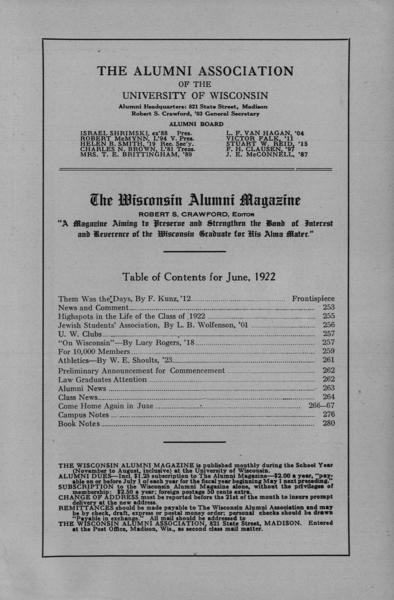 THE ALUMNI ASSOCIATION
OF THE
UNIVERSITY OF WISCONSIN
Alumni Headquarters: 821 State Street, Madison
Robert S. Crawford, '03 General Secretary
ALUMNI BOARD
ISRAEL SHRIMSKI, ex'88 Pres.
ROBERT McMYNN, L'94 V. Pres.
HELEN B. SMITH, '19 Rec. Sec'y.
CHARLES N. BROWN, L'81 Treas.
MRS. T. E. BRITTINGHAM, '89
L. F. VAN HAGAN, '04
VICTOR FALK, '11
STUART W. REID, '15
F. H. CLAUSEN, '97
J. E. McCONNELL, '87
The Wisconsin Alumni Magazine
ROBERT S. CRAWFORD, EDITOR
"A Magazine Aiming to Preserve and Strengthen the Bond of Interest
and Reverence of the Wisconsin Graduate for His Alma Mater."
Table of Contents for June, 1922
Them Was the Days, By F. Kunz, '12 Frontispiece
News and Comment 253
Highspots in the Life of the Class of 1922 255
Jewish Students' Association, By L. B. Wolfenson, '01 256
U. W. Clubs 257
"On Wisconsin"—By Lucy Rogers, '18 257
For 10,000 Members 259
Athletics—By W. E. Shoults, '23 261
Preliminary Announcement for Commencement 262
Law Graduates Attention 262
Alumni News 263
Class News 264
Come Home Again in June 266–67
Campus Notes 276
Book Notes 280
THE WISCONSIN ALUMNI MAGAZINE is published monthly during the School Year
(November to August, inclusive) at the University of Wisconsin.
ALUMNI DUES—Incl. $1.25 subscription to The Alumni Magazine—$2.00 a year, "pay-
able on or before July 1 of each year for the fiscal year beginning May 1 next preceding."
SUBSCRIPTION to the Wisconsin Alumni Magazine alone, without the privileges of
membership: $2.50 a year; foreign postage 50 cents extra.
CHANGE OF ADDRESS must be reported before the 21st of the month to insure prompt
delivery at the new address.
REMITTANCES should be made payable to The Wisconsin Alumni Association and may
be by check, draft, express or postal money order; personal checks should be drawn
"Payable in exchange." All mail should be addressed to
THE WISCONSIN ALUMNI ASSOCIATION, 821 State Street, MADISON. Entered
at the Post Office, Madison, Wis., as second class mail matter.